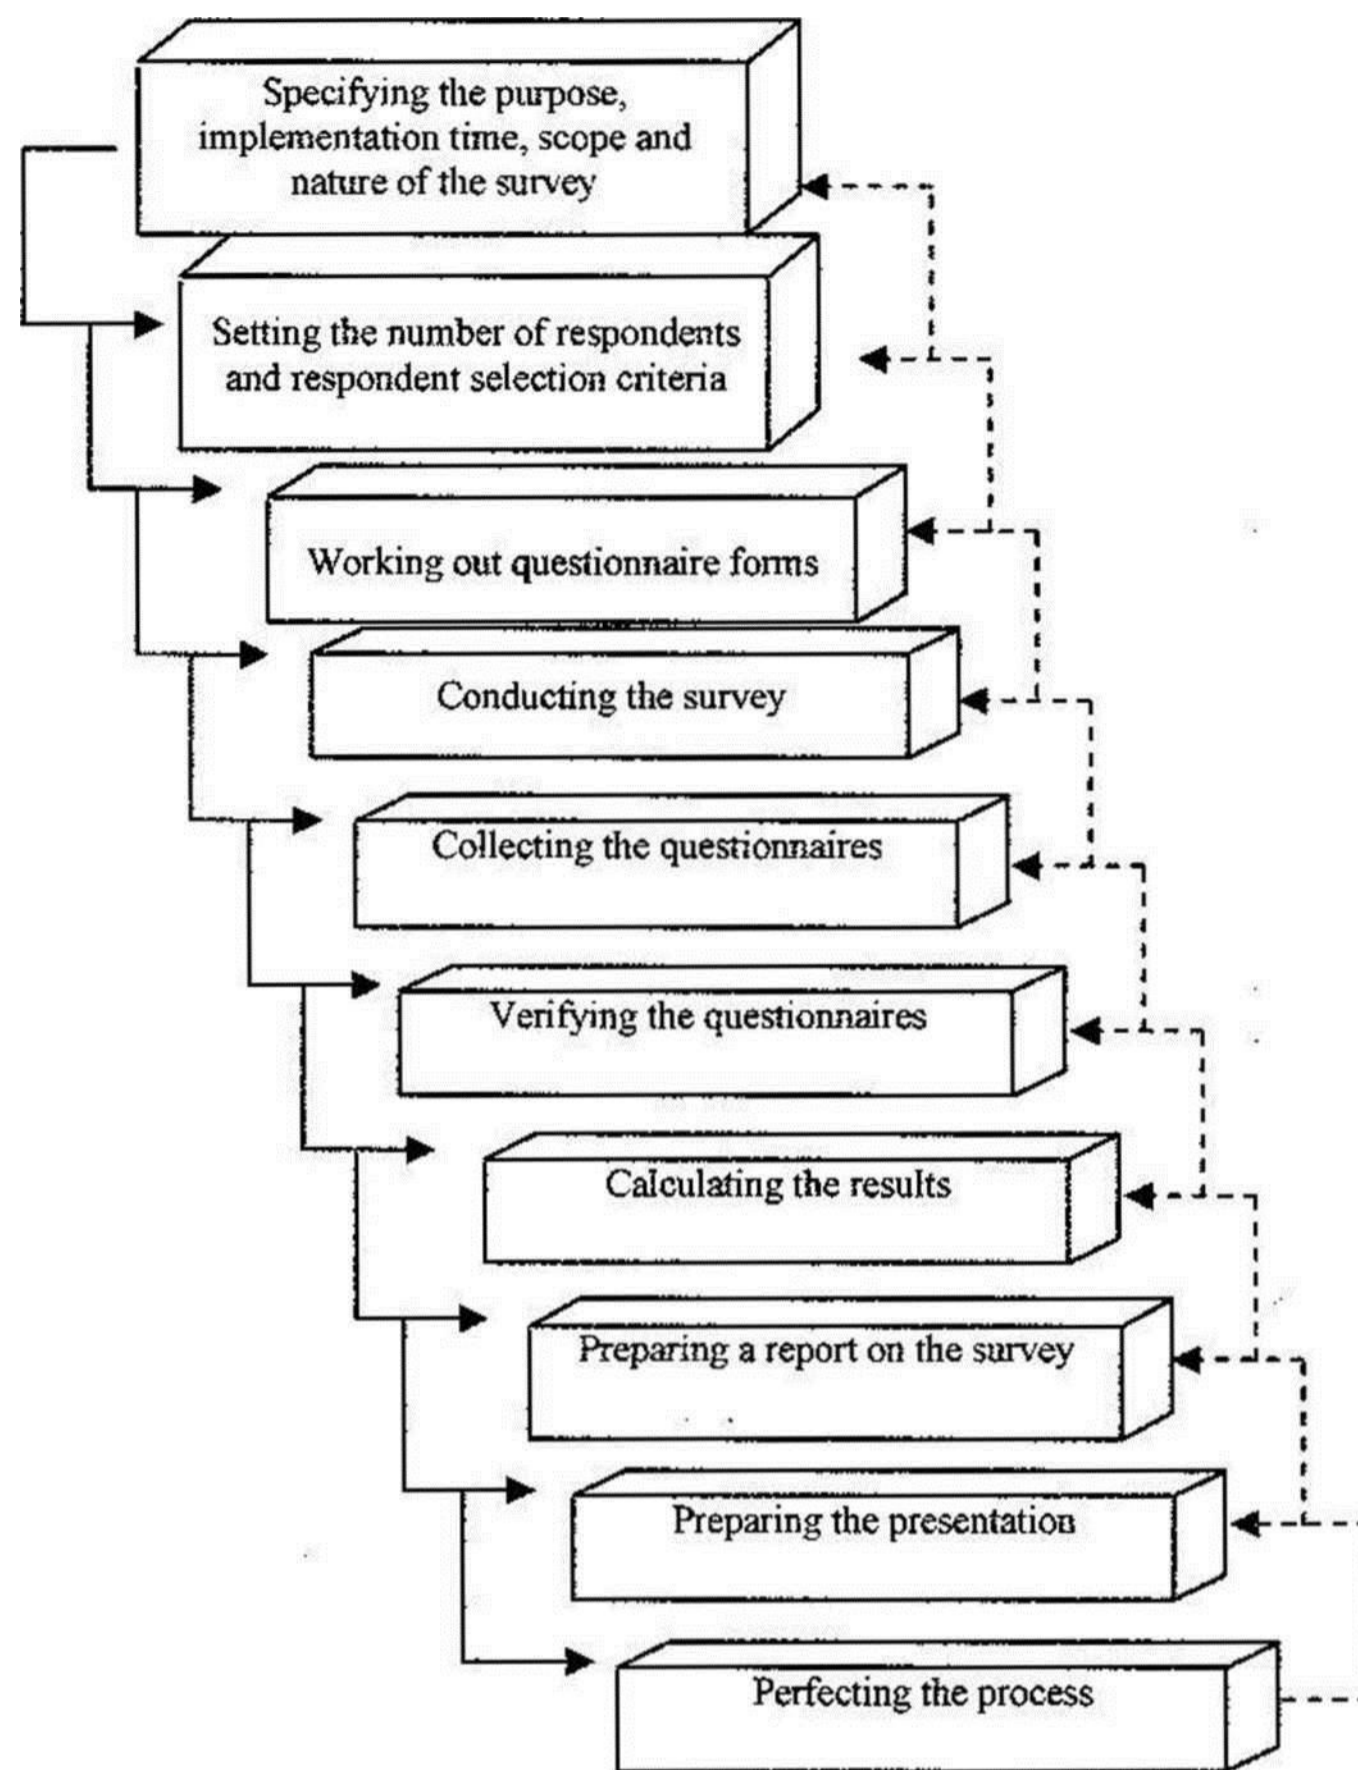 Specifying the purpose,
implementation time, scope and
nature of the survey
Setting the number of respondents
and respondent selection criteria
Working out questionnaire forms
Conducting the survey
Collecting the questionnaires
Verifying the questionnaires
Calculating the results
Preparing a report on the survey
Preparing the presentation
Perfecting the process